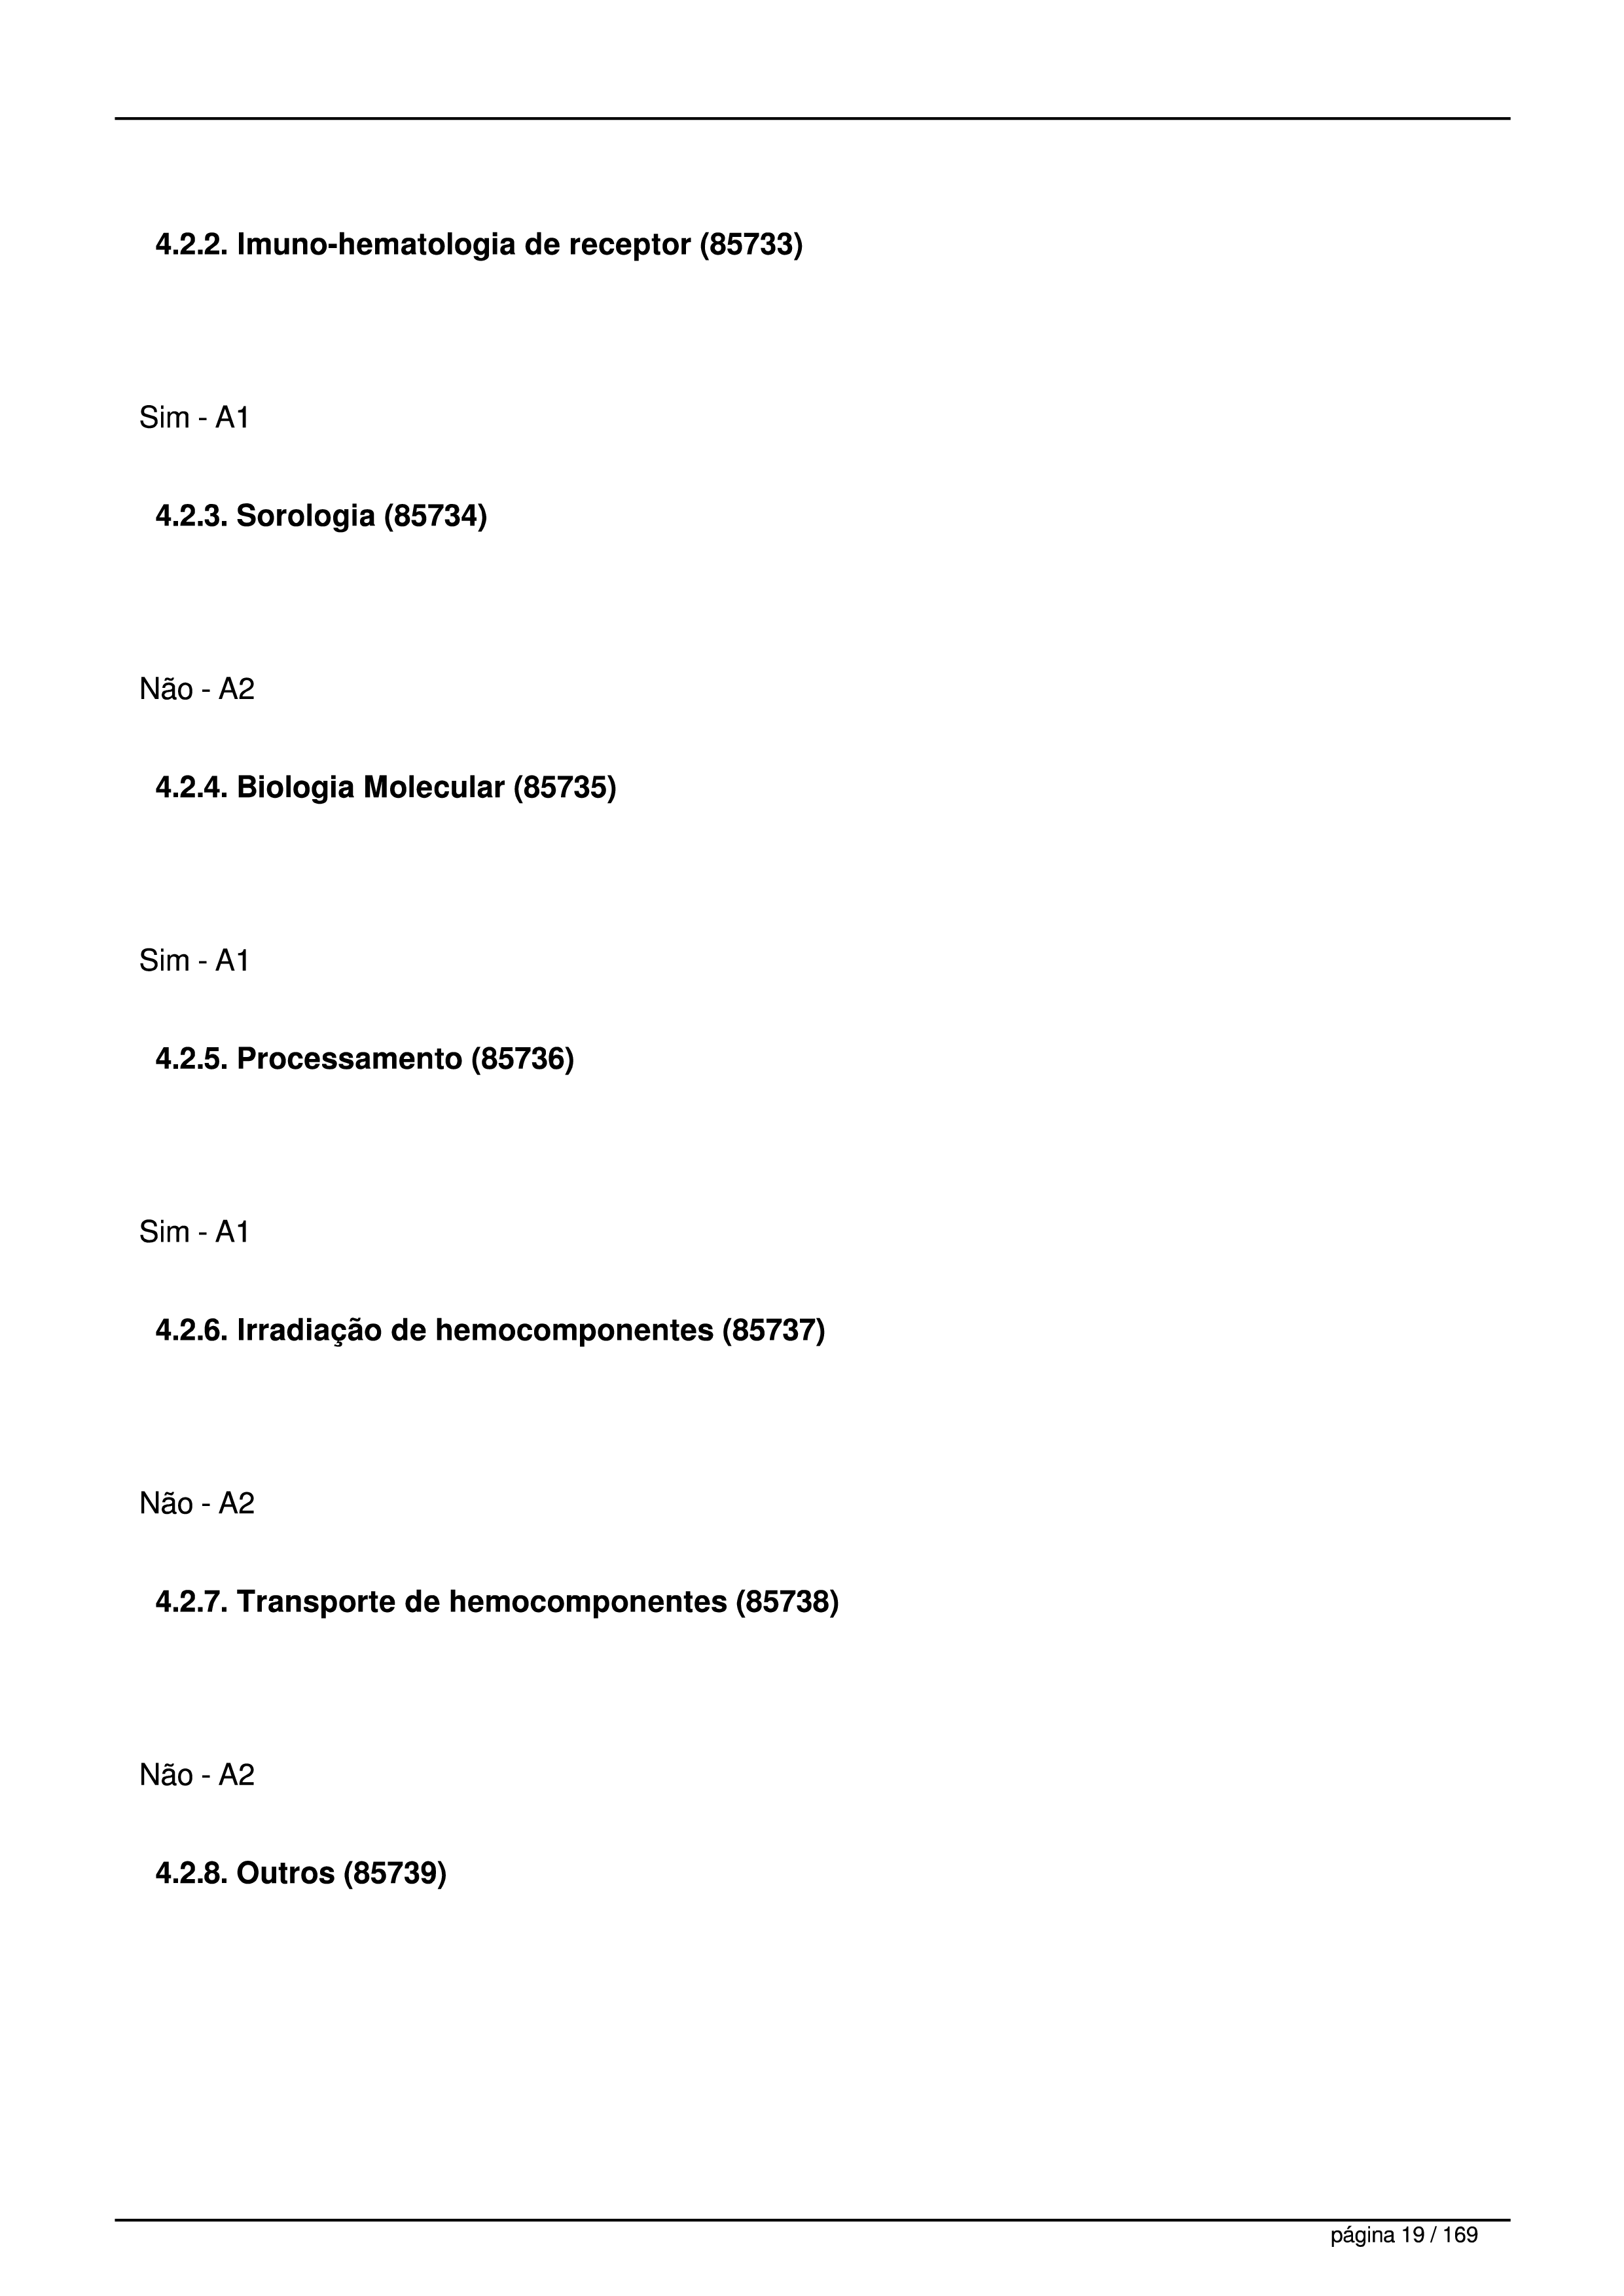 4.2.2. Imuno-hematologia de receptor (85733)
Sim - A1
4.2.3. Sorologia (85734)
Não - A2
4.2.4. Biologia Molecular (85735)
Sim - A1
4.2.5. Processamento (85736)
Sim - A1
4.2.6. Irradiação de hemocomponentes (85737)
Não - A2
4.2.7. Transporte de hemocomponentes (85738)
Não - A2
4.2.8. Outros (85739)
página 19 / 169